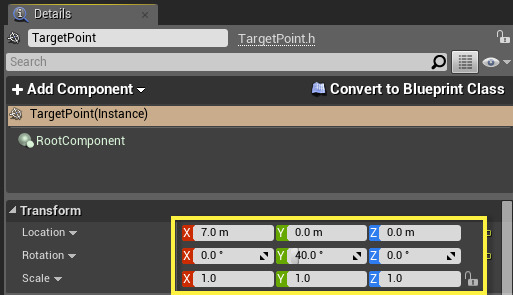 Details
TargetPoint TargetPoint.h
Search
+ Add Component Convert to Blueprint Class
TargetPoint(Instance)
RootComponent
Transform
Location X 7.0 m Y 0.0 m Z 0.0 m
Rotation X 0.0 ° Y 40.0 ° Z 0.0 °
Scale X 1.0 Y 1.0 Z 1.0